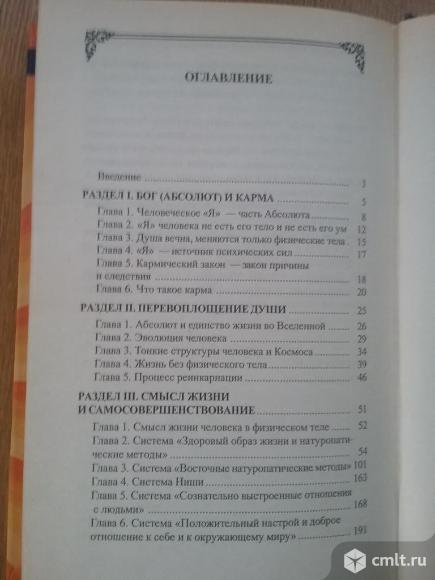 ОГЛАВЛЕНИЕ
Введение 3
РАЗДЕЛ I. БОГ (АБСОЛЮТ) И КАРМА 5
Глава 1. Человеческое «Я» — часть Абсолюта 8
Глава 2. «Я» человека не есть его тело и не есть его ум 12
Глава 3. Душа вечна, меняются только физические тела 15
Глава 4. «Я» — источник психических сил 17
Глава 5. Кармический закон — закон причины
и следствия 18
Глава 6. Что такое карма 20
РАЗДЕЛ II. ПЕРЕВОПЛОЩЕНИЕ ДУШИ 25
Глава 1. Абсолют и единство жизни во Вселенной 26
Глава 2. Эволюция человека 29
Глава 3. Тонкие структуры человека и Космоса 34
Глава 4. Жизнь без физического тела 39
Глава 5. Процесс реинкарнации 46
РАЗДЕЛ III. СМЫСЛ ЖИЗНИ
И САМОСОВЕРШЕНСТВОВАНИЕ 51
Глава 1. Смысл жизни человека в физическом теле 52
Глава 2. Система «Здоровый образ жизни и натуропати-
ческие методы» 54
Глава 3. Система «Восточные натуропатические методы» 101
Глава 4. Система Ниши 163
Глава 5. Система «Сознательно выстроенные отношения
с людьми» 168
Глава 6. Система «Положительный настрой и доброе
отношение к себе и к окружающему миру» 191
cmlt.ru